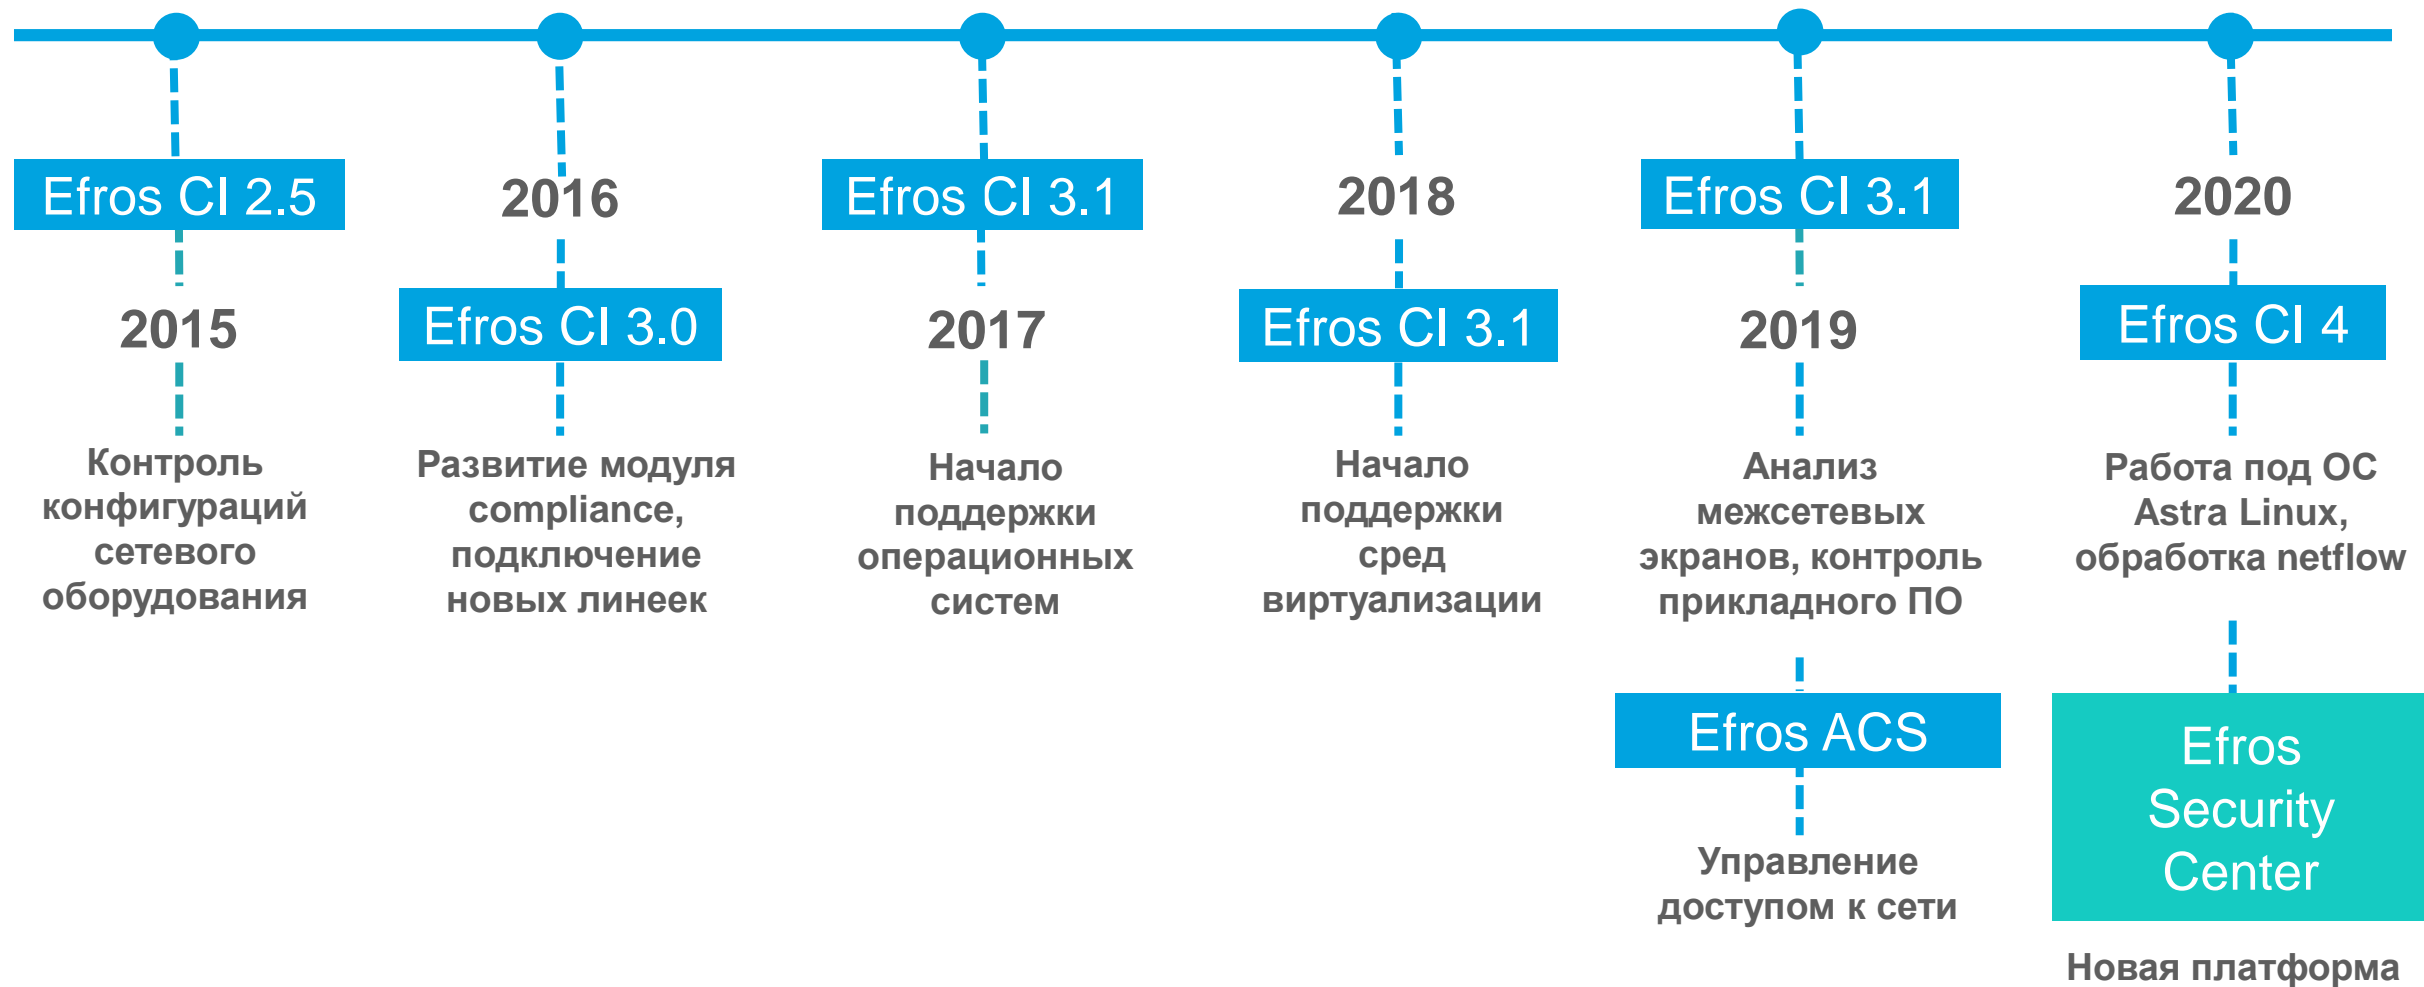 Efros CI 2.5
2015
Контроль
конфигураций
сетевого
оборудования
2016
Efros CI 3.0
Развитие модуля
compliance,
подключение
новых линеек
Efros CI 3.1
2017
Начало
поддержки
операционных
систем
2018
Efros CI 3.1
Начало
поддержки
сред
виртуализации
Efros CI 3.1
2019
Анализ
межсетевых
экранов, контроль
прикладного ПО
Efros ACS
Управление
доступом к сети
2020
Efros CI 4
Работа под ОС
Astra Linux,
обработка netflow
Efros
Security
Center
Новая платформа